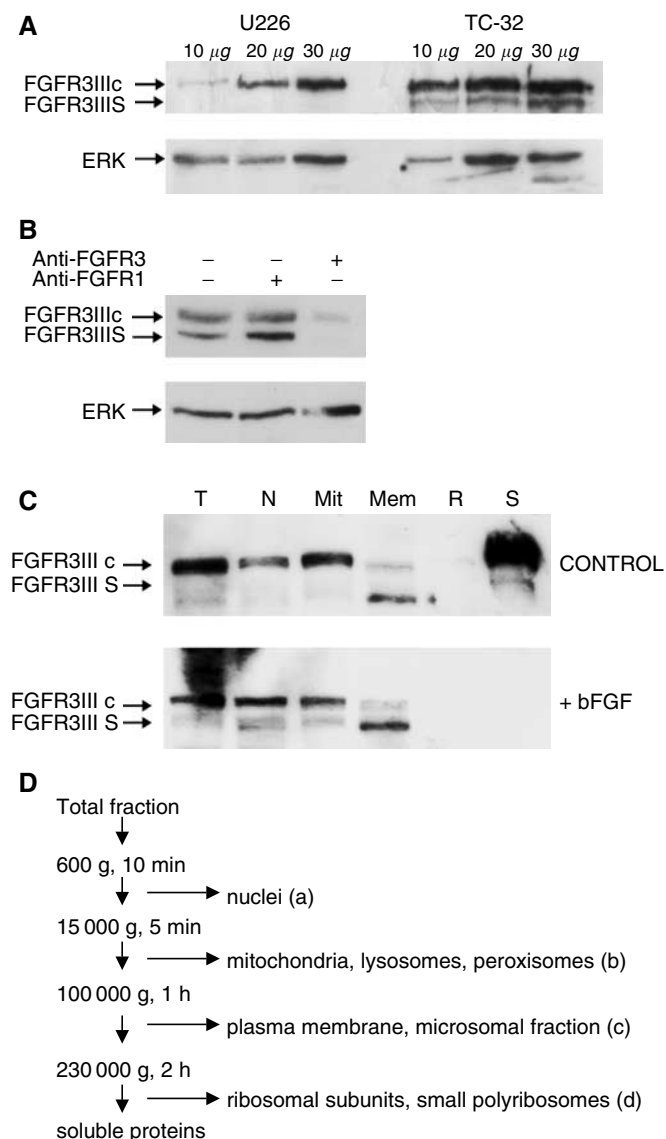 A
U226 TC-32
10 µg 20 µg 30 µg 10 µg 20 µg 30 µg
FGFR3IIIc
FGFR3IIIS
ERK
B
Anti-FGFR3 – – +
Anti-FGFR1 – + –
FGFR3IIIc
FGFR3IIIS
ERK
C
T N Mit Mem R S
FGFR3III c
FGFR3III S
CONTROL
FGFR3III c
FGFR3III S
+ bFGF
D
Total fraction
600 g, 10 min
nuclei (a)
15 000 g, 5 min
mitochondria, lysosomes, peroxisomes (b)
100 000 g, 1 h
plasma membrane, microsomal fraction (c)
230 000 g, 2 h
ribosomal subunits, small polyribosomes (d)
soluble proteins